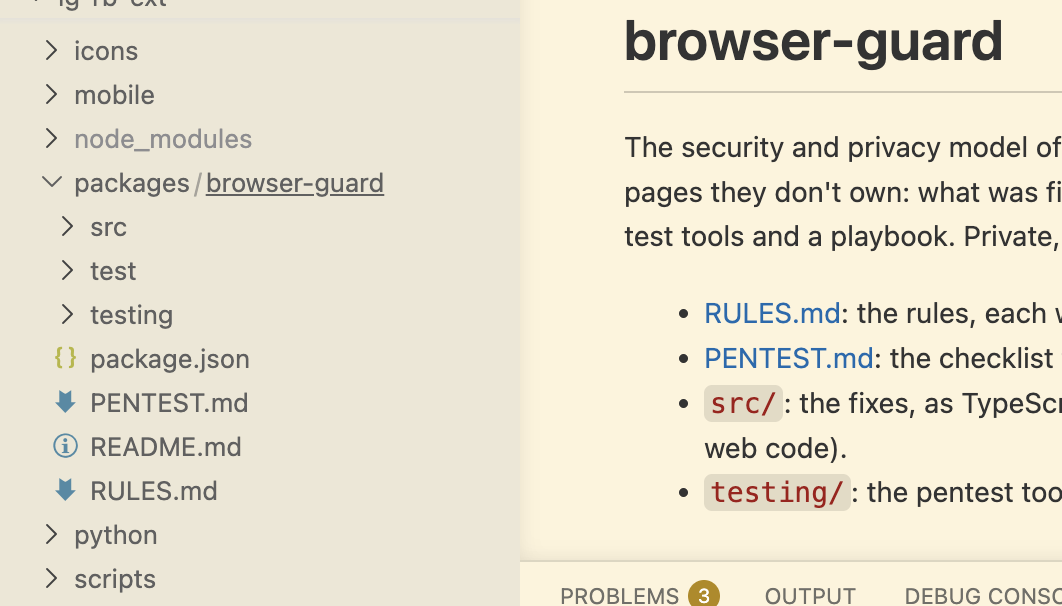 icons
mobile
node_modules
packages/browser-guard
src
test
testing
package.json
PENTEST.md
README.md
RULES.md
python
scripts
browser-guard
The security and privacy model of
pages they don't own: what was fi
test tools and a playbook. Private,
RULES.md: the rules, each w
PENTEST.md: the checklist
src/: the fixes, as TypeScr
web code).
testing/: the pentest too
PROBLEMS 3 OUTPUT DEBUG CONSO